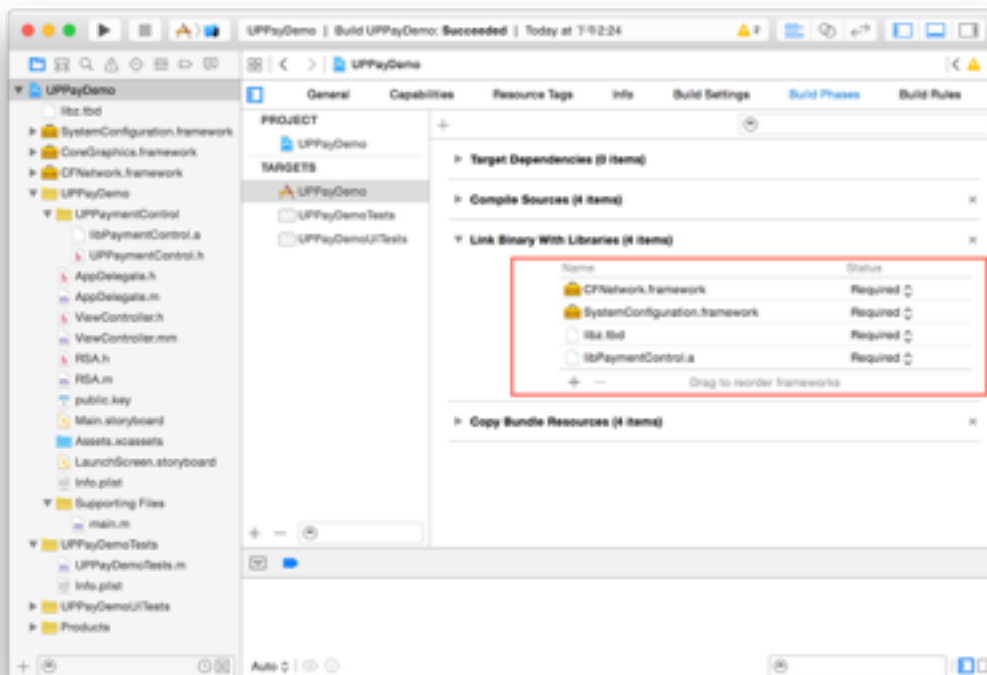 UPPayDemo | Build UPPayDemo: Succeeded | Today at 下午2:24
2
UPPayDemo
General Capabilities Resource Tags Info Build Settings Build Phases Build Rules
UPPayDemo
libz.tbd
SystemConfiguration.framework
CoreGraphics.framework
CFNetwork.framework
UPPayDemo
UPPaymentControl
libPaymentControl.a
UPPaymentControl.h
AppDelegate.h
AppDelegate.m
ViewController.h
ViewController.mm
RSA.h
RSA.m
public.key
Main.storyboard
Assets.xcassets
LaunchScreen.storyboard
Info.plist
Supporting Files
main.m
UPPayDemoTests
UPPayDemoTests.m
Info.plist
UPPayDemoUITests
Products
PROJECT
UPPayDemo
TARGETS
UPPayDemo
UPPayDemoTests
UPPayDemoUITests
Target Dependencies (0 items)
Compile Sources (4 items)
Link Binary With Libraries (4 items)
Name Status
CFNetwork.framework Required
SystemConfiguration.framework Required
libz.tbd Required
libPaymentControl.a Required
Drag to reorder frameworks
Copy Bundle Resources (4 items)
Auto